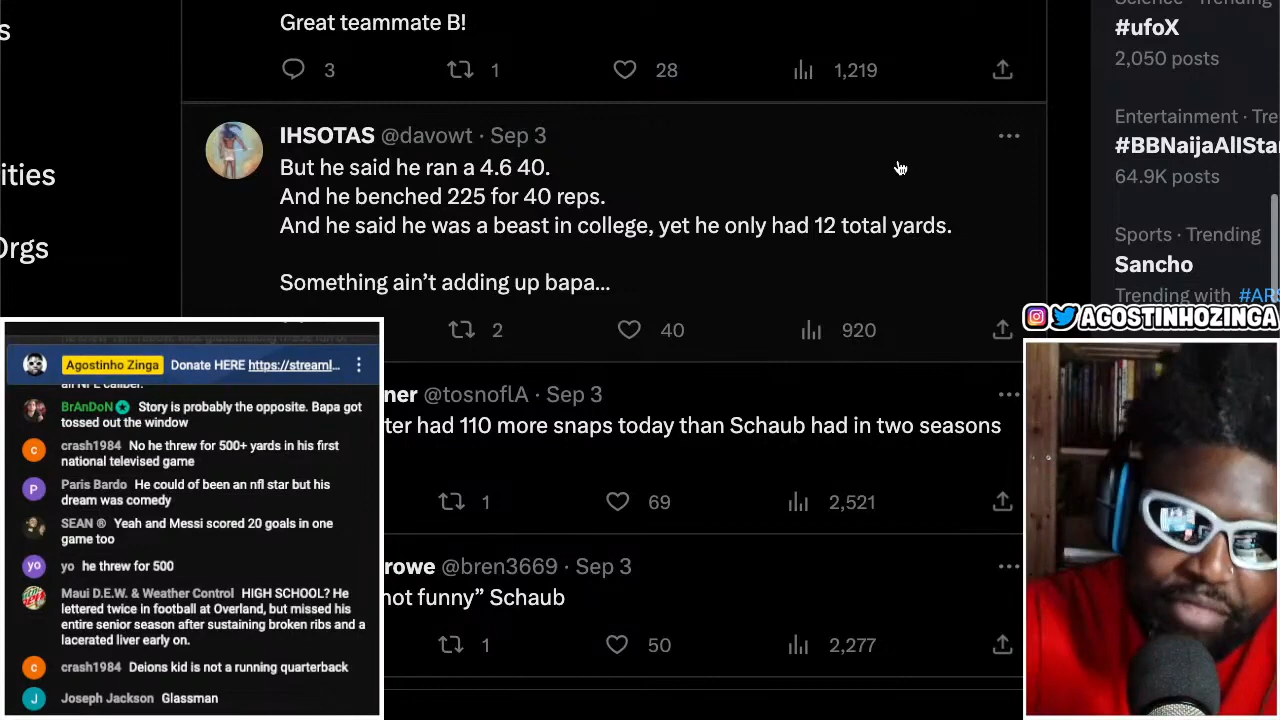 Great teammate B!
3
1
28
1,219
IHSOTAS @davowt · Sep 3
But he said he ran a 4.6 40.
And he benched 225 for 40 reps.
And he said he was a beast in college, yet he only had 12 total yards.
Something ain’t adding up bapa...
2
40
920
ner @tosnoflA · Sep 3
ter had 110 more snaps today than Schaub had in two seasons
1
69
2,521
rowe @bren3669 · Sep 3
not funny” Schaub
1
50
2,277
s
ities
Orgs
Science · Trending
#ufoX
2,050 posts
Entertainment · Tre
#BBNaijaAllSta
64.9K posts
Sports · Trending
Sancho
Trending with #ARS
AGOSTINHOZINGA
Agostinho Zinga Donate HERE https://streaml...
an NFL caliber.
BrAnDoN Story is probably the opposite. Bapa got
tossed out the window
crash1984 No he threw for 500+ yards in his first
national televised game
Paris Bardo He could of been an nfl star but his
dream was comedy
SEAN ® Yeah and Messi scored 20 goals in one
game too
yo he threw for 500
Maui D.E.W. & Weather Control HIGH SCHOOL? He
lettered twice in football at Overland, but missed his
entire senior season after sustaining broken ribs and a
lacerated liver early on.
crash1984 Deions kid is not a running quarterback
Joseph Jackson Glassman